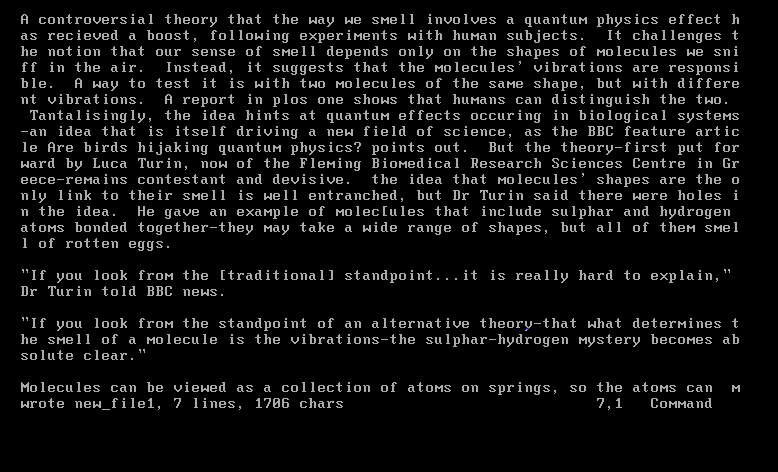 A controversial theory that the way we smell involves a quantum physics effect h
as recieved a boost, following experiments with human subjects.  It challenges t
he notion that our sense of smell depends only on the shapes of molecules we sni
ff in the air.  Instead, it suggests that the molecules' vibrations are responsi
ble.  A way to test it is with two molecules of the same shape, but with differe
nt vibrations.  A report in plos one shows that humans can distinguish the two.
 Tantalisingly, the idea hints at quantum effects occuring in biological systems
-an idea that is itself driving a new field of science, as the BBC feature artic
le Are birds hijaking quantum physics? points out.  But the theory-first put for
ward by Luca Turin, now of the Fleming Biomedical Research Sciences Centre in Gr
eece-remains contestant and devisive.  the idea that molecules' shapes are the o
nly link to their smell is well entranched, but Dr Turin said there were holes i
n the idea.  He gave an example of molec[ules that include sulphar and hydrogen
atoms bonded together-they may take a wide range of shapes, but all of them smel
l of rotten eggs.

"If you look from the [traditional] standpoint...it is really hard to explain,"
Dr Turin told BBC news.

"If you look from the standpoint of an alternative theory-that what determines t
he smell of a molecule is the vibrations-the sulphar-hydrogen mystery becomes ab
solute clear."

Molecules can be viewed as a collection of atoms on springs, so the atoms can  m
wrote new_file1, 7 lines, 1706 chars                            7,1   Command